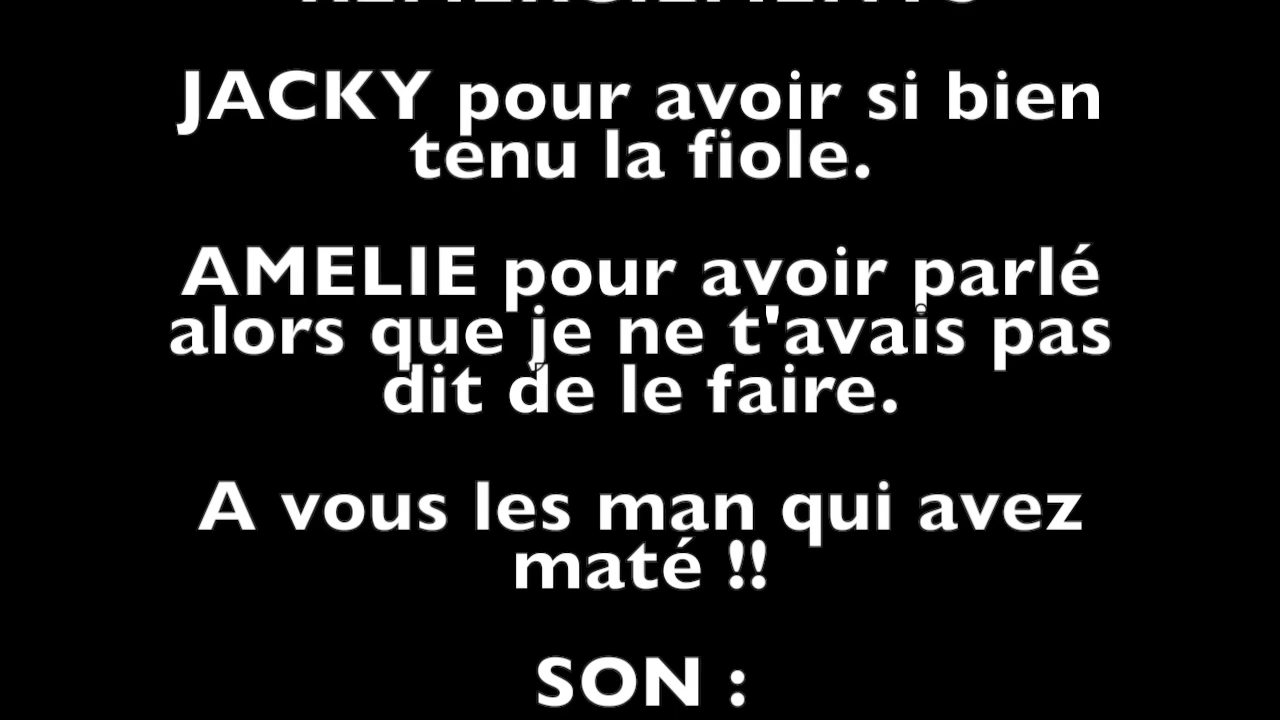 JACKY pour avoir si bien
tenu la fiole.
AMELIE pour avoir parlé
alors que je ne t'avais pas
dit de le faire.
A vous les man qui avez
maté !!
SON :